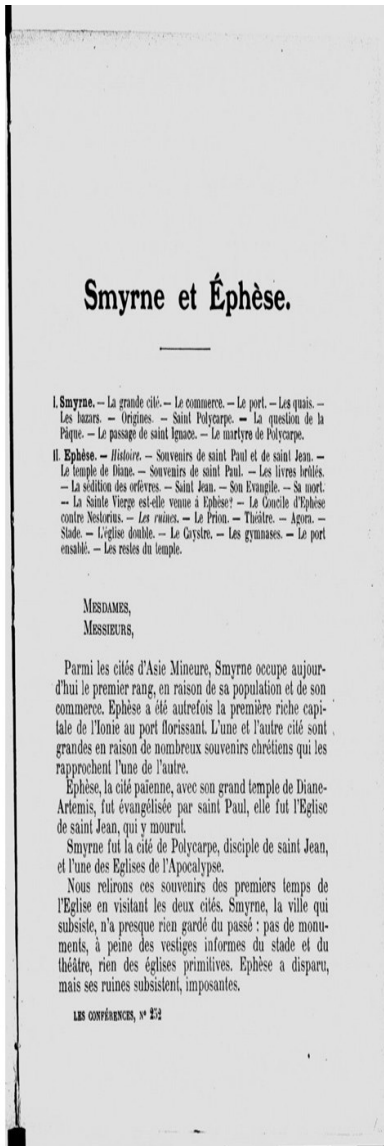 Smyrne et Éphèse.
I. Smyrne. — La grande cité. — Le commerce. — Le port. — Les quais. —
Les bazars. — Origines. — Saint Polycarpe. — La question de la
Pâque. — Le passage de saint Ignace. — Le martyre de Polycarpe.
II. Ephèse. — Histoire. — Souvenirs de saint Paul et de saint Jean. —
Le temple de Diane. — Souvenirs de saint Paul. — Les livres brûlés.
— La sédition des orfèvres. — Saint Jean. — Son Evangile. — Sa mort.
— La Sainte Vierge est-elle venue à Ephèse? — Le Concile d'Ephèse
contre Nestorius. — Les ruines. — Le Prion. — Théâtre. — Agora. —
Stade. — L'église double. — Le Caystre. — Les gymnases. — Le port
ensablé. — Les restes du temple.
MESDAMES,
MESSIEURS,
Parmi les cités d'Asie Mineure, Smyrne occupe aujour-
d'hui le premier rang, en raison de sa population et de son
commerce. Ephèse a été autrefois la première riche capi-
tale de l'Ionie au port florissant. L'une et l'autre cité sont
grandes en raison de nombreux souvenirs chrétiens qui les
rapprochent l'une de l'autre.
Ephèse, la cité païenne, avec son grand temple de Diane-
Artemis, fut évangélisée par saint Paul, elle fut l'Eglise
de saint Jean, qui y mourut.
Smyrne fut la cité de Polycarpe, disciple de saint Jean,
et l'une des Eglises de l'Apocalypse.
Nous relirons ces souvenirs des premiers temps de
l'Eglise en visitant les deux cités. Smyrne, la ville qui
subsiste, n'a presque rien gardé du passé : pas de monu-
ments, à peine des vestiges informes du stade et du
théâtre, rien des églises primitives. Ephèse a disparu,
mais ses ruines subsistent, imposantes.
LES CONFÉRENCES, N° 252